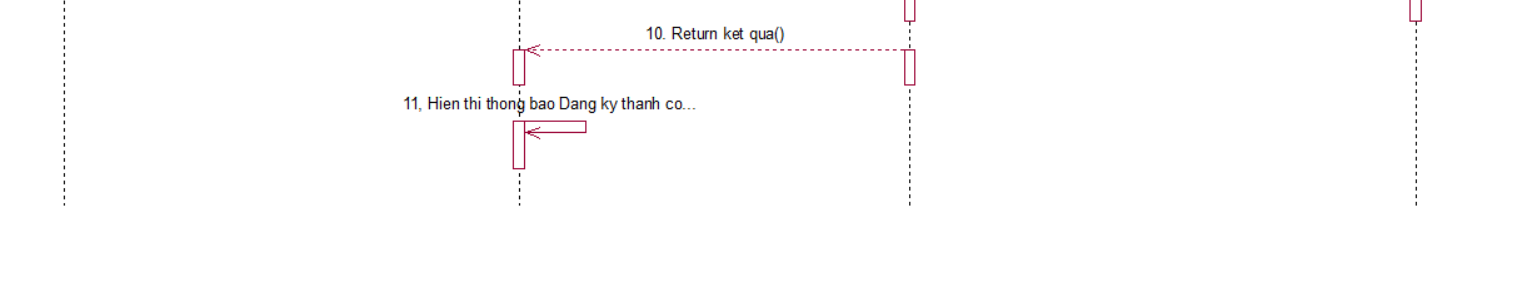 10. Return ket qua()
11, Hien thi thong bao Dang ky thanh co...